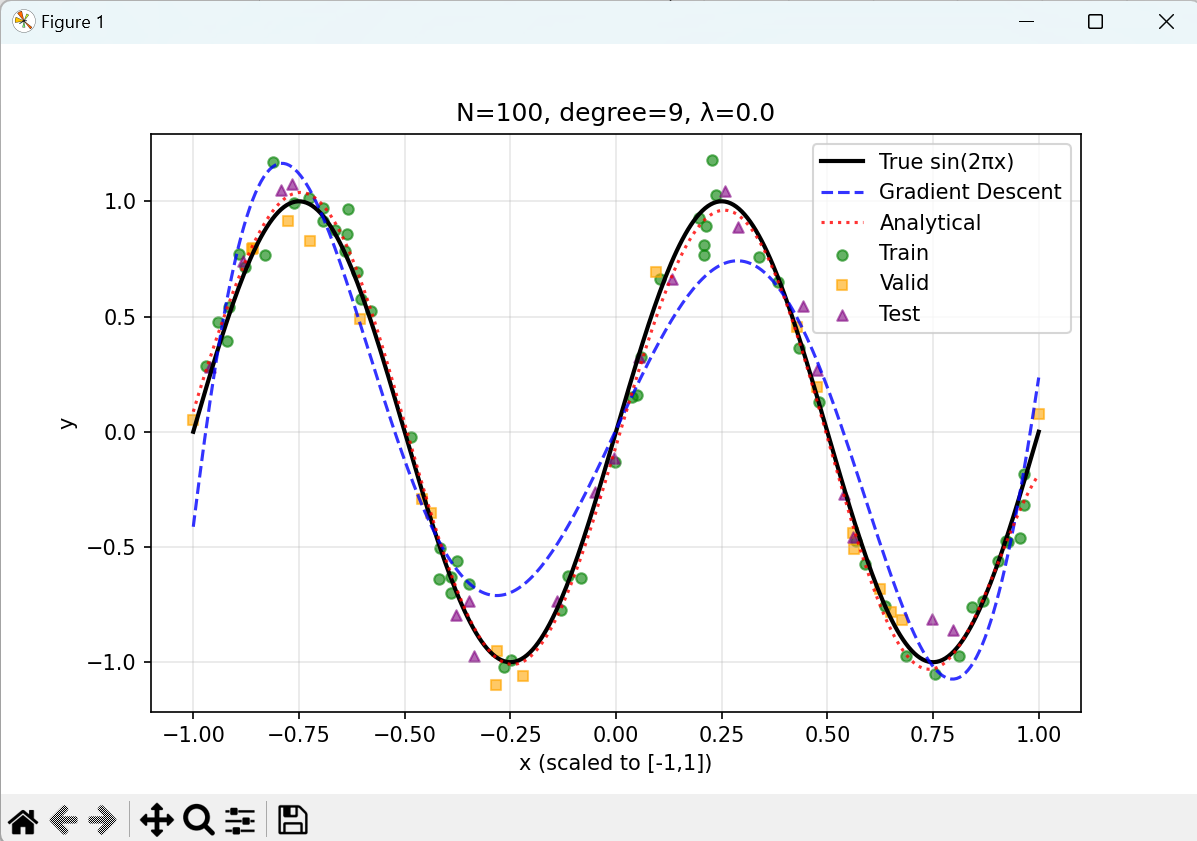 Figure 1
N=100, degree=9, λ=0.0
True sin(2πx)
Gradient Descent
Analytical
Train
Valid
Test
1.0
0.5
0.0
−0.5
−1.0
y
−1.00 −0.75 −0.50 −0.25 0.00 0.25 0.50 0.75 1.00
x (scaled to [-1,1])